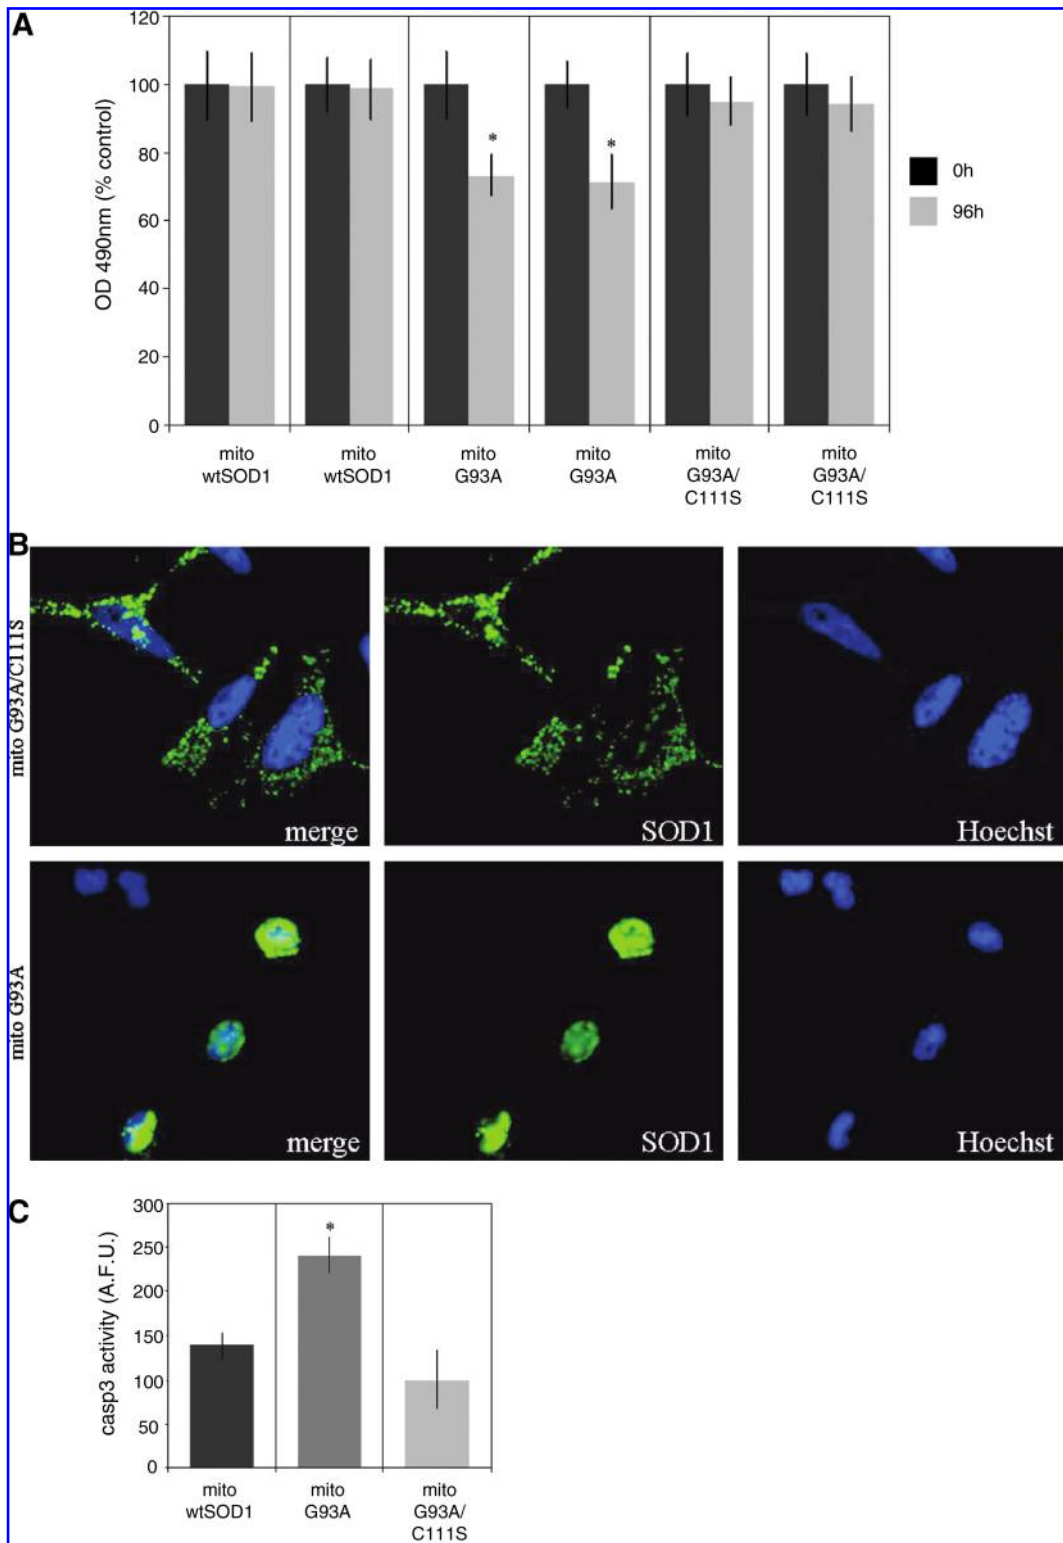 A
120
100
80
60
40
20
0
OD 490nm (% control)
*
*
0h
96h
mito
wtSOD1
mito
wtSOD1
mito
G93A
mito
G93A
mito
G93A/
C111S
mito
G93A/
C111S
B
mito G93A/C111S
merge
SOD1
Hoechst
mito G93A
merge
SOD1
Hoechst
C
300
250
200
150
100
50
0
casp3 activity (A.F.U.)
*
mito
wtSOD1
mito
G93A
mito
G93A/
C111S